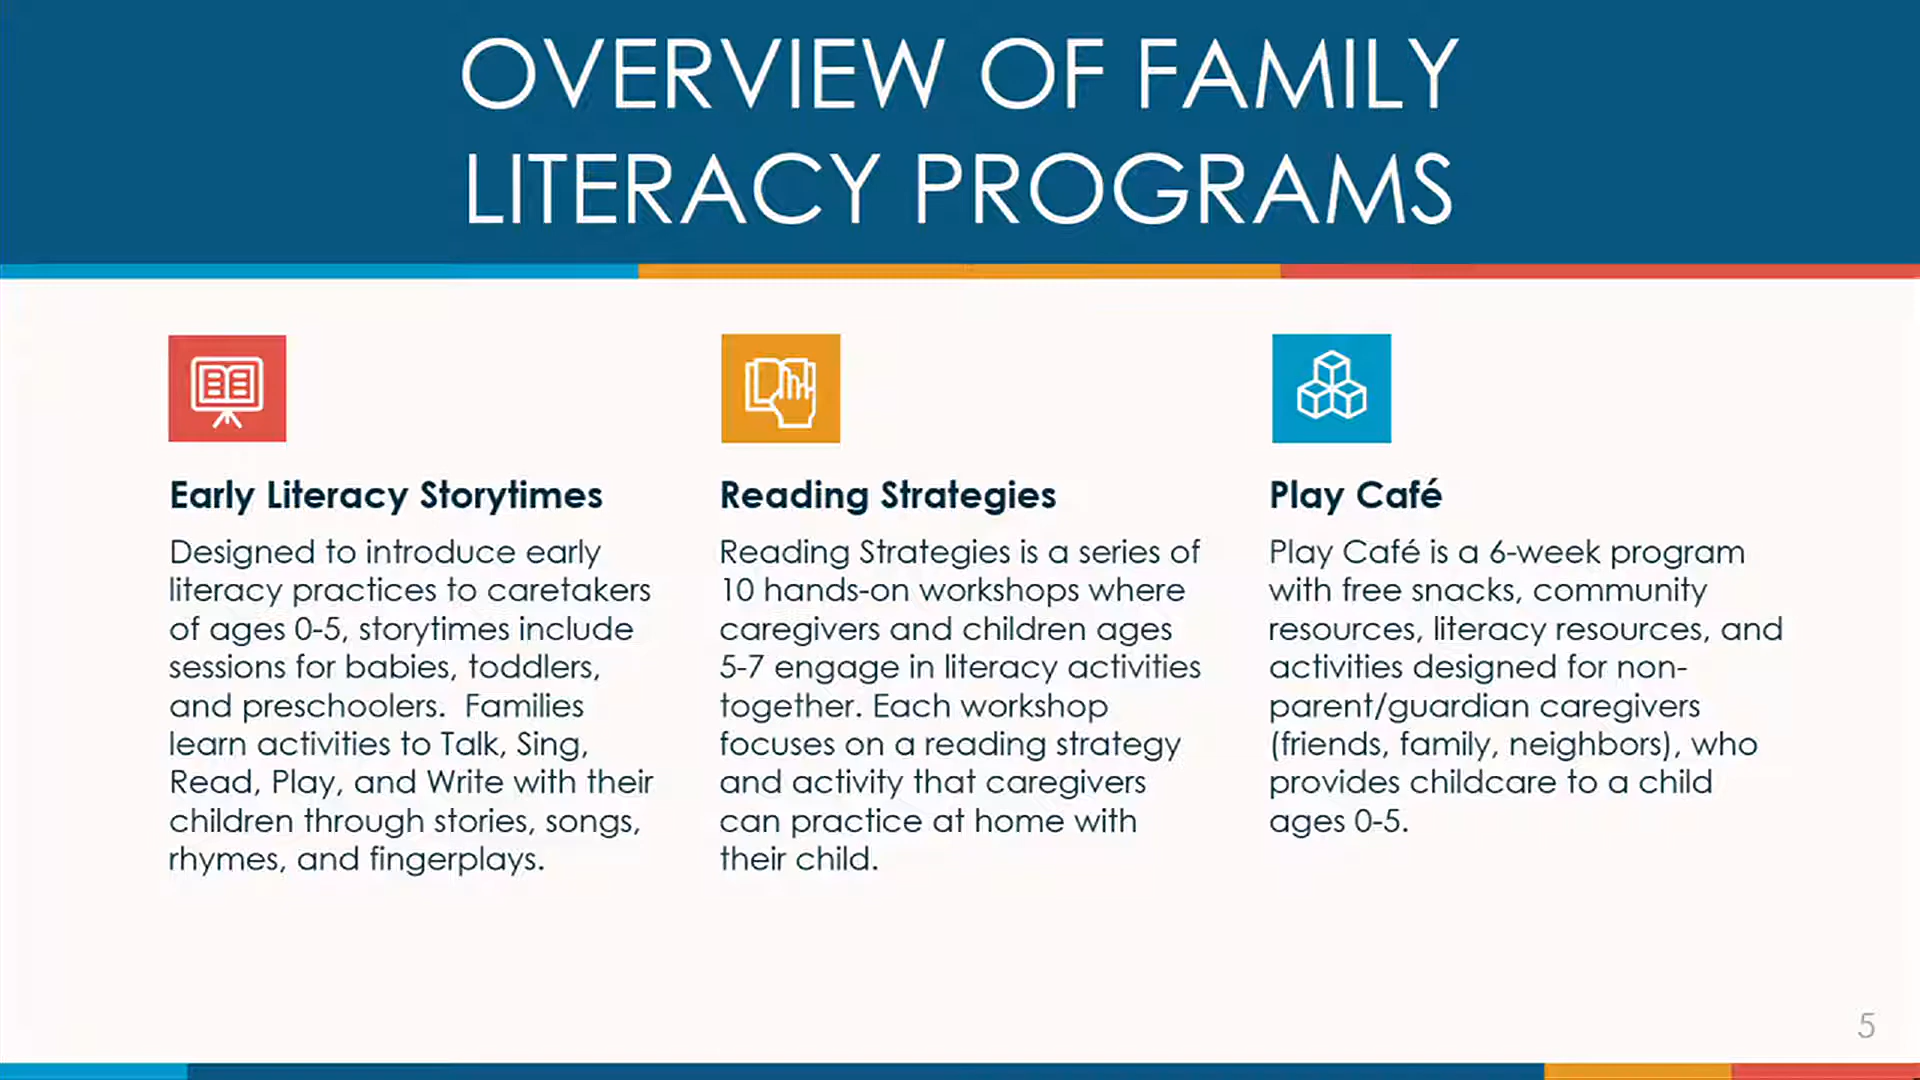 OVERVIEW OF FAMILY
LITERACY PROGRAMS
Early Literacy Storytimes
Designed to introduce early
literacy practices to caretakers
of ages 0-5, storytimes include
sessions for babies, toddlers,
and preschoolers.  Families
learn activities to Talk, Sing,
Read, Play, and Write with their
children through stories, songs,
rhymes, and fingerplays.
Reading Strategies
Reading Strategies is a series of
10 hands-on workshops where
caregivers and children ages
5-7 engage in literacy activities
together. Each workshop
focuses on a reading strategy
and activity that caregivers
can practice at home with
their child.
Play Café
Play Café is a 6-week program
with free snacks, community
resources, literacy resources, and
activities designed for non-
parent/guardian caregivers
(friends, family, neighbors), who
provides childcare to a child
ages 0-5.
5